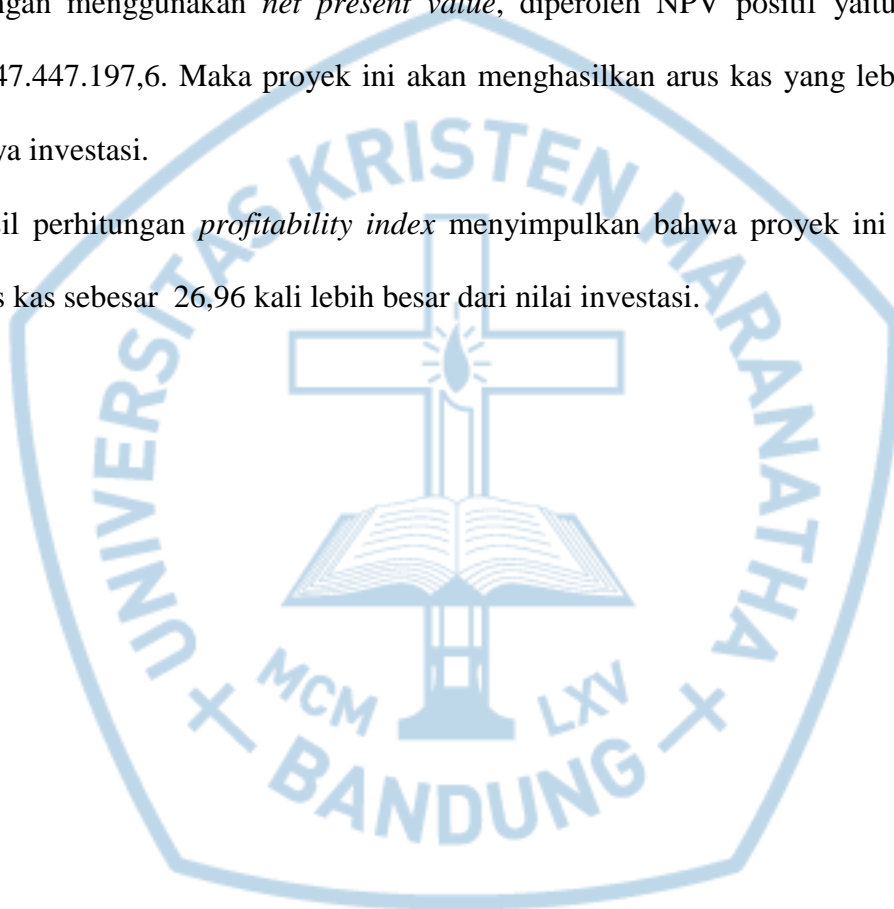 ngan menggunakan net present value, diperoleh NPV positif yaitu
47.447.197,6. Maka proyek ini akan menghasilkan arus kas yang leb
ya investasi.
il perhitungan profitability index menyimpulkan bahwa proyek ini
s kas sebesar 26,96 kali lebih besar dari nilai investasi.
UNIVERSITAS KRISTEN MARANATHA
MCM LXV
BANDUNG